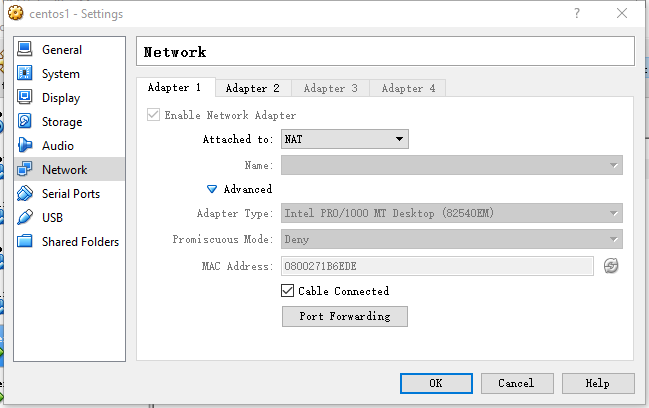 centos1 - Settings
General
System
Display
Storage
Audio
Network
Serial Ports
USB
Shared Folders
Network
Adapter 1 Adapter 2 Adapter 3 Adapter 4
Enable Network Adapter
Attached to: NAT
Name:
Advanced
Adapter Type: Intel PRO/1000 MT Desktop (82540EM)
Promiscuous Mode: Deny
MAC Address: 0800271B6EDE
Cable Connected
Port Forwarding
OK Cancel Help